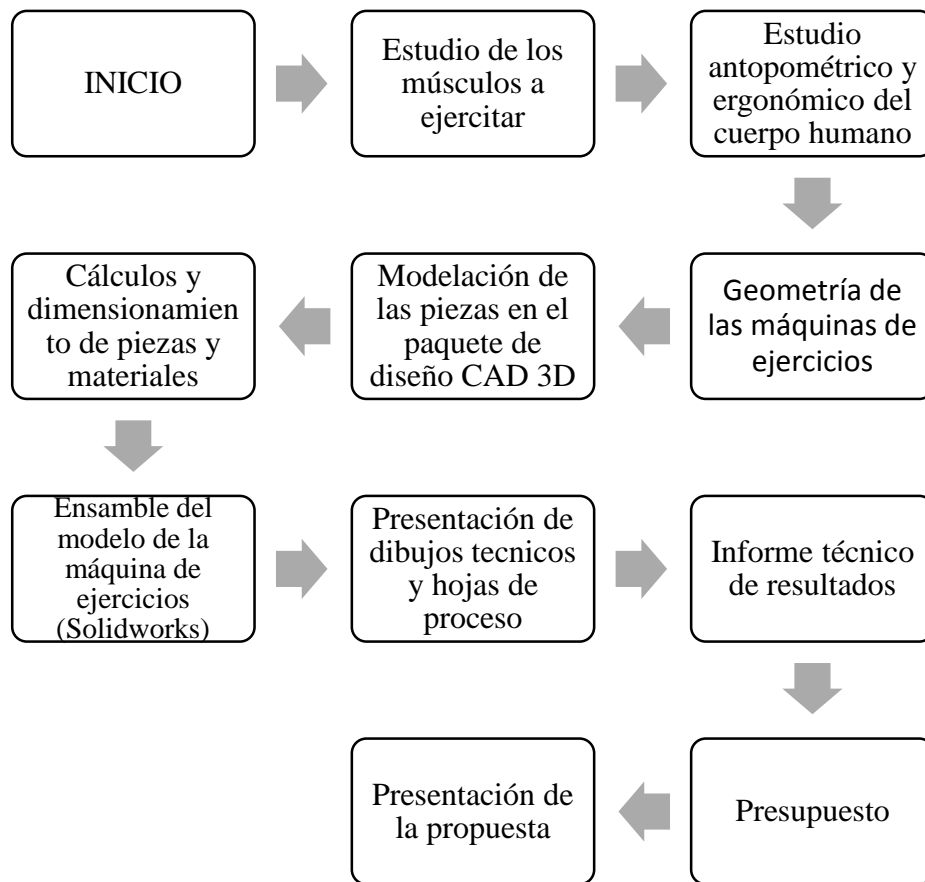 INICIO
Estudio de los
músculos a
ejercitar
Estudio
antopométrico y
ergonómico del
cuerpo humano
Geometría de
las máquinas de
ejercicios
Modelación de
las piezas en el
paquete de
diseño CAD 3D
Cálculos y
dimensionamien
to de piezas y
materiales
Ensamble del
modelo de la
máquina de
ejercicios
(Solidworks)
Presentación de
dibujos tecnicos
y hojas de
proceso
Informe técnico
de resultados
Presupuesto
Presentación de
la propuesta